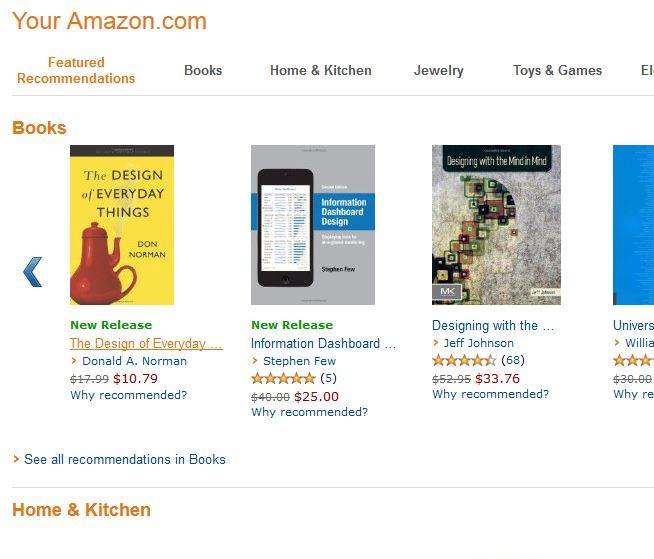 Your Amazon.com
Featured
Recommendations
Books
Home & Kitchen
Jewelry
Toys & Games
El
Books
The DESIGN
of EVERYDAY
THINGS
DON
NORMAN
Second Edition
Information
Dashboard
Design
Displaying data for
at-a-glance monitoring
Stephen Few
Designing with the Mind in Mind
MK
Jeff Johnson
New Release
The Design of Everyday ...
Donald A. Norman
$17.99 $10.79
Why recommended?
New Release
Information Dashboard ...
Stephen Few
(5)
$40.00 $25.00
Why recommended?
Designing with the ...
Jeff Johnson
(68)
$52.95 $33.76
Why recommended?
Univers
Willia
$30.00
Why re
See all recommendations in Books
Home & Kitchen